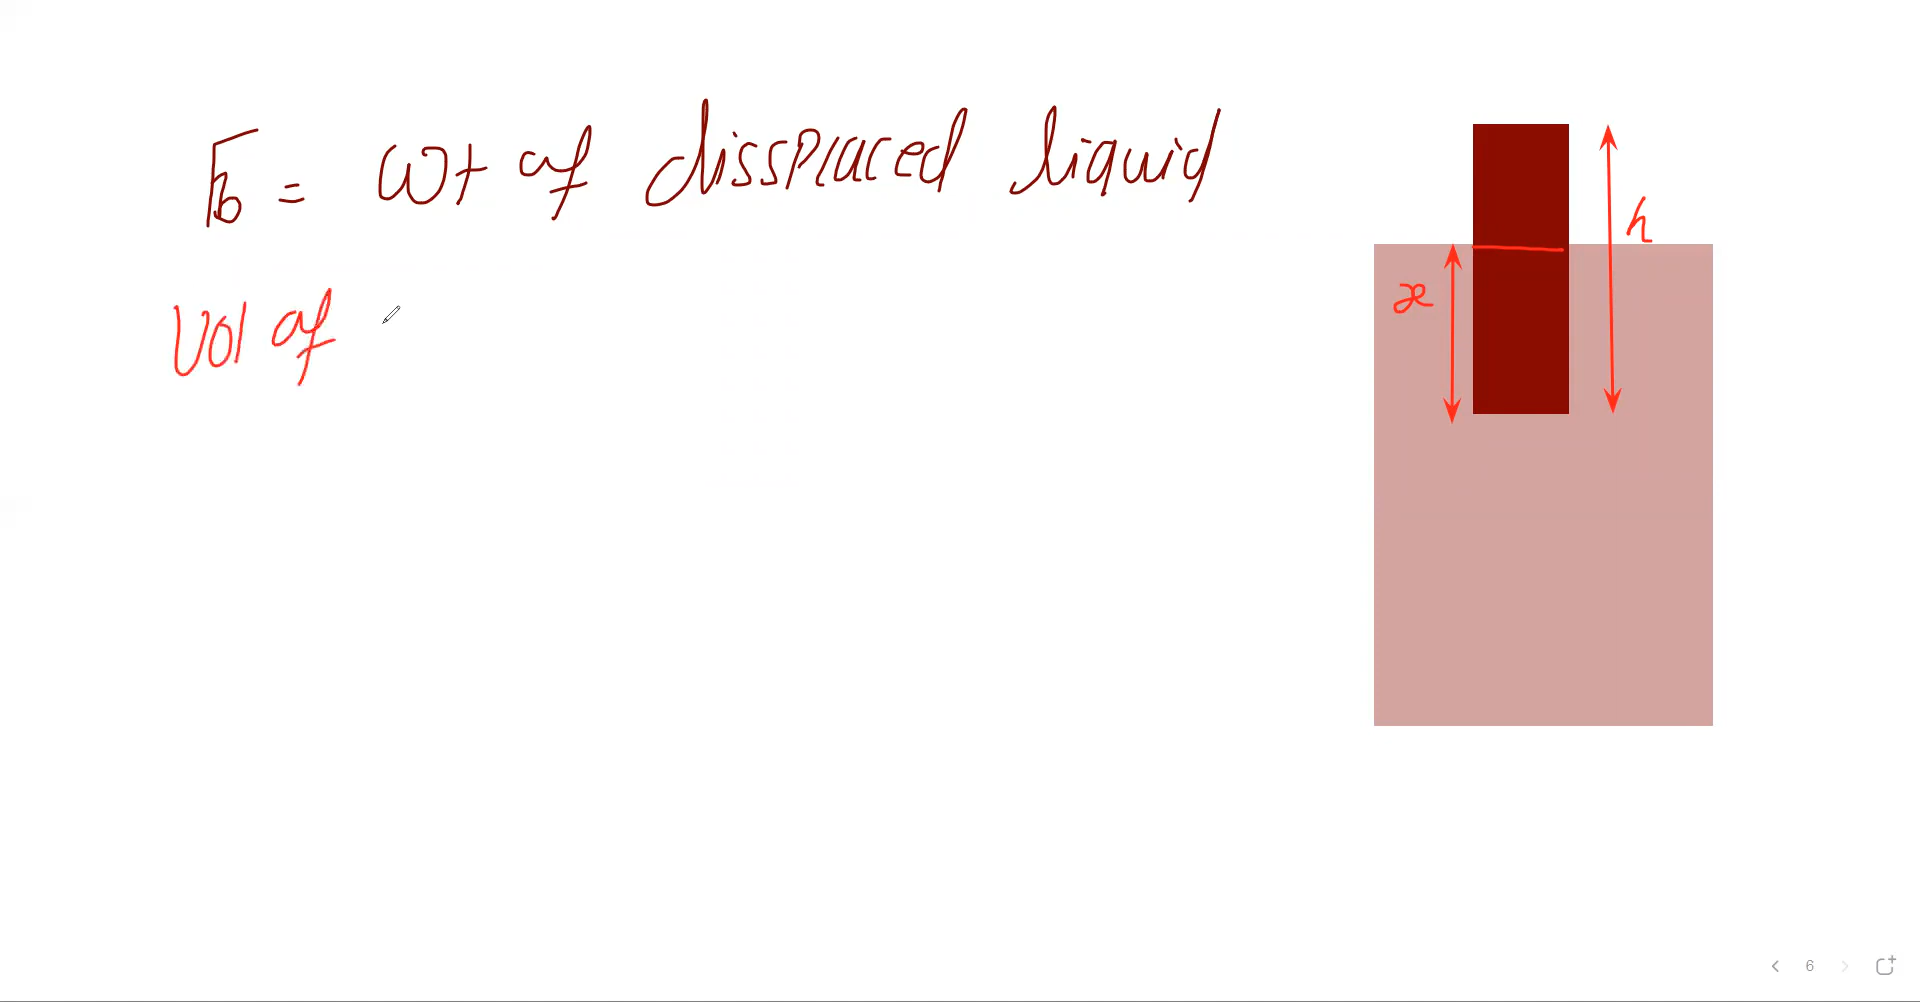 Fb = wt of dissplaced liquid
Vol of
x
h
6